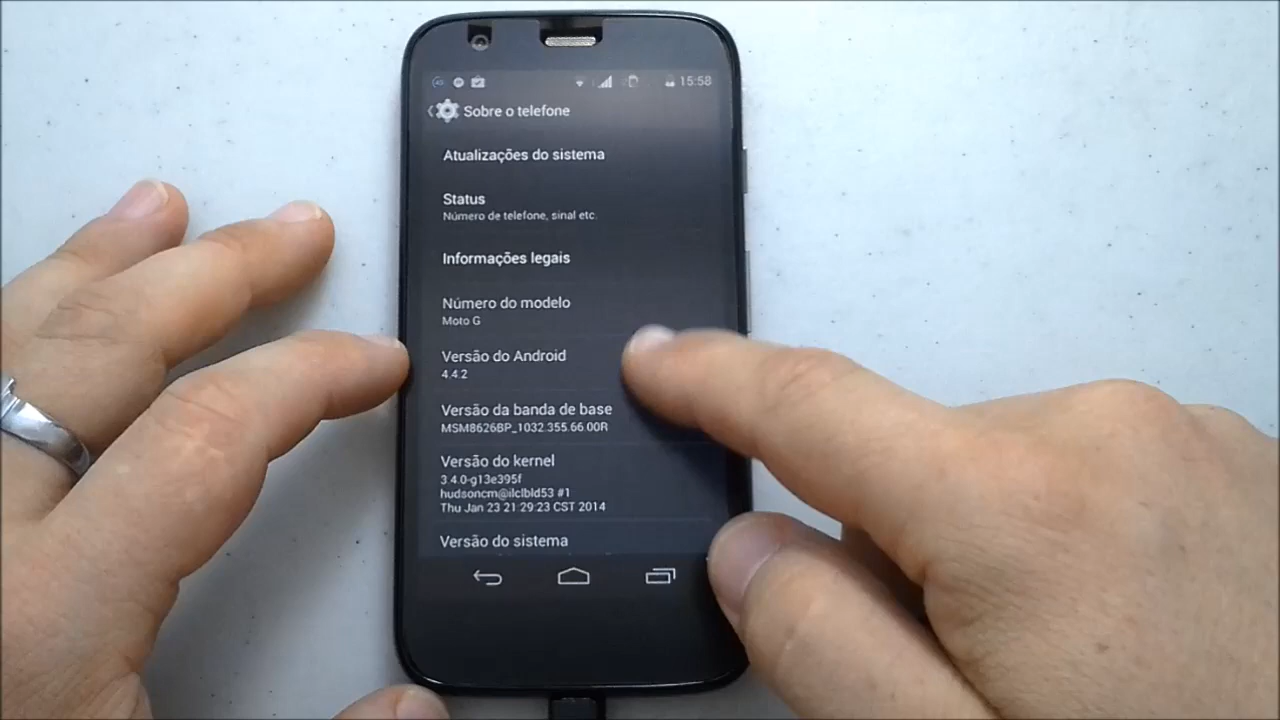 15:58
Sobre o telefone
Atualizações do sistema
Status
Número de telefone, sinal etc.
Informações legais
Número do modelo
Moto G
Versão do Android
4.4.2
Versão da banda de base
MSM8626BP_1032.355.66.00R
Versão do kernel
3.4.0-g13e395f
hudsoncm@ilclbld53 #1
Thu Jan 23 21:29:23 CST 2014
Versão do sistema